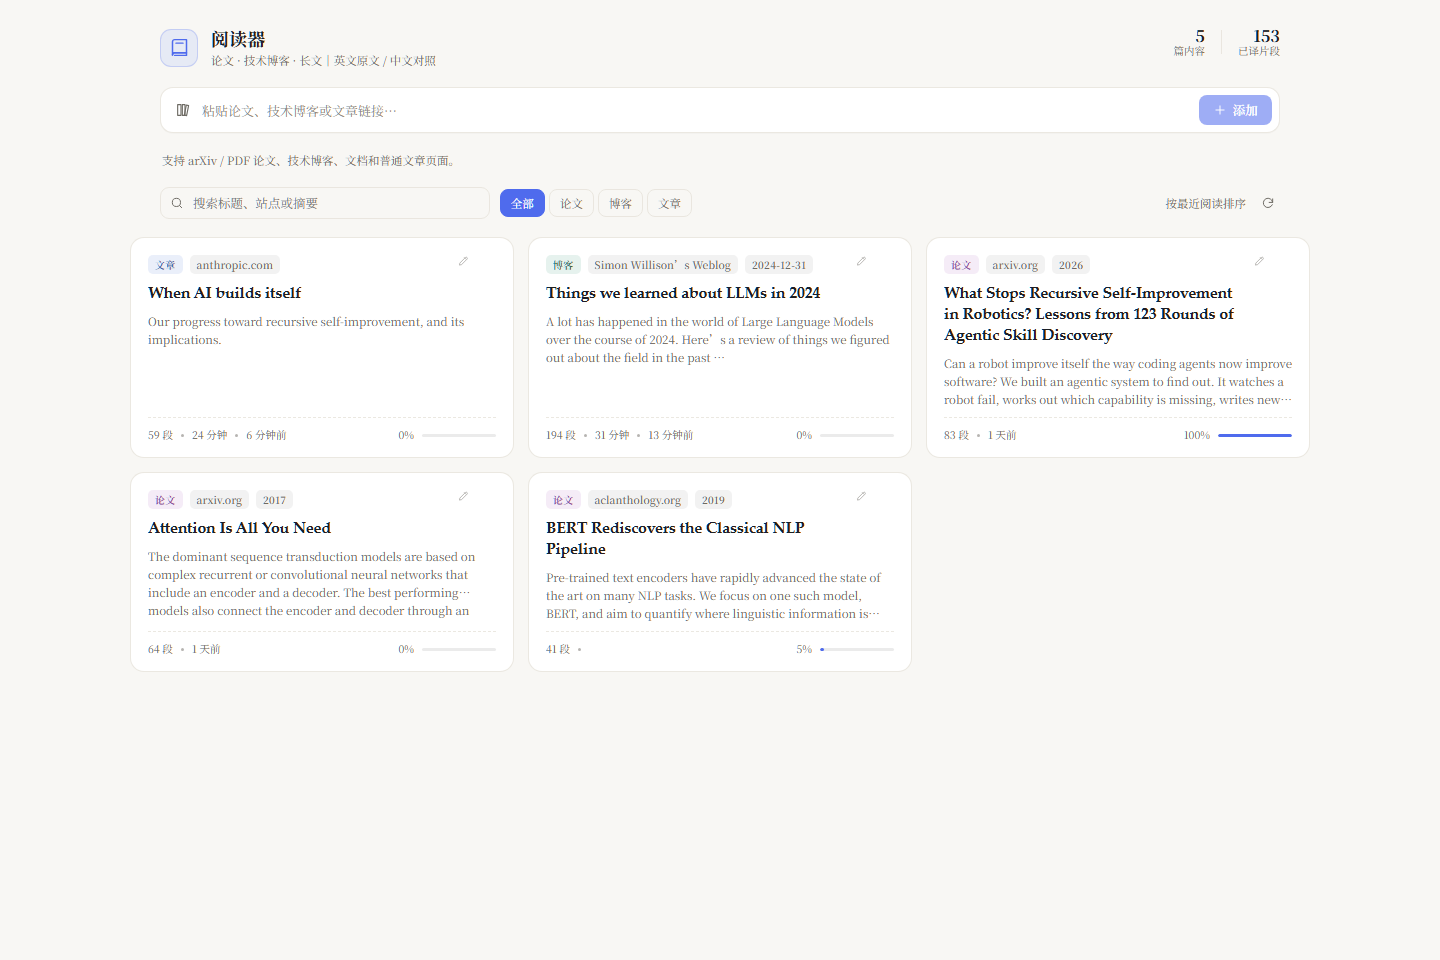 阅读器
论文 · 技术博客 · 长文 | 英文原文 / 中文对照
5
篇内容
153
已译片段
粘贴论文、技术博客或文章链接…
添加
支持 arXiv / PDF 论文、技术博客、文档和普通文章页面。
搜索标题、站点或摘要
全部
论文
博客
文章
按最近阅读排序
文章 anthropic.com
When AI builds itself
Our progress toward recursive self-improvement, and its
implications.
59 段 • 24 分钟 • 6 分钟前 0%
博客 Simon Willison’s Weblog 2024-12-31
Things we learned about LLMs in 2024
A lot has happened in the world of Large Language Models
over the course of 2024. Here’s a review of things we figured
out about the field in the past …
194 段 • 31 分钟 • 13 分钟前 0%
论文 arxiv.org 2026
What Stops Recursive Self-Improvement
in Robotics? Lessons from 123 Rounds of
Agentic Skill Discovery
Can a robot improve itself the way coding agents now improve
software? We built an agentic system to find out. It watches a
robot fail, works out which capability is missing, writes new…
83 段 • 1 天前 100%
论文 arxiv.org 2017
Attention Is All You Need
The dominant sequence transduction models are based on
complex recurrent or convolutional neural networks that
include an encoder and a decoder. The best performing…
models also connect the encoder and decoder through an
64 段 • 1 天前 0%
论文 aclanthology.org 2019
BERT Rediscovers the Classical NLP
Pipeline
Pre-trained text encoders have rapidly advanced the state of
the art on many NLP tasks. We focus on one such model,
BERT, and aim to quantify where linguistic information is…
41 段 • 5%